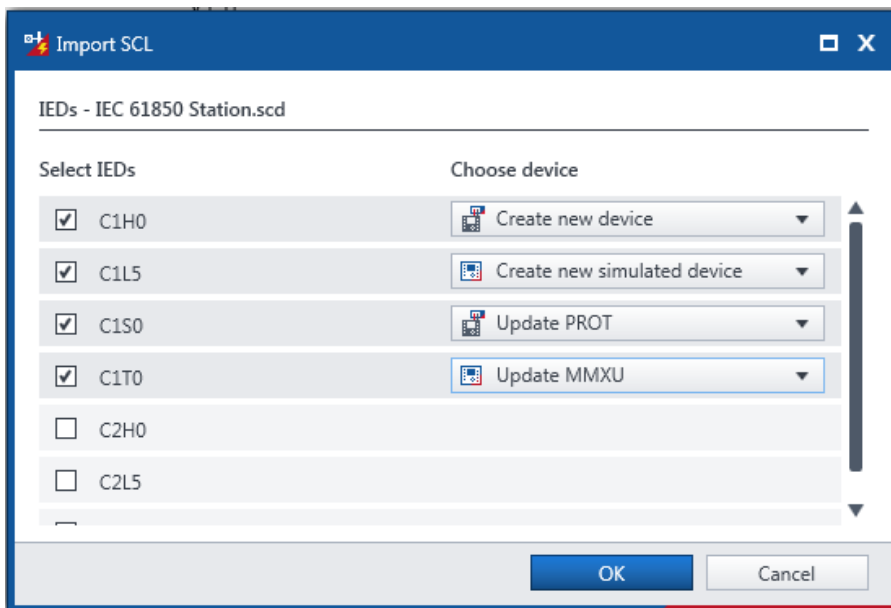 Import SCL
IEDs - IEC 61850 Station.scd
Select IEDs Choose device
C1H0 Create new device
C1L5 Create new simulated device
C1S0 Update PROT
C1T0 Update MMXU
C2H0
C2L5
OK Cancel